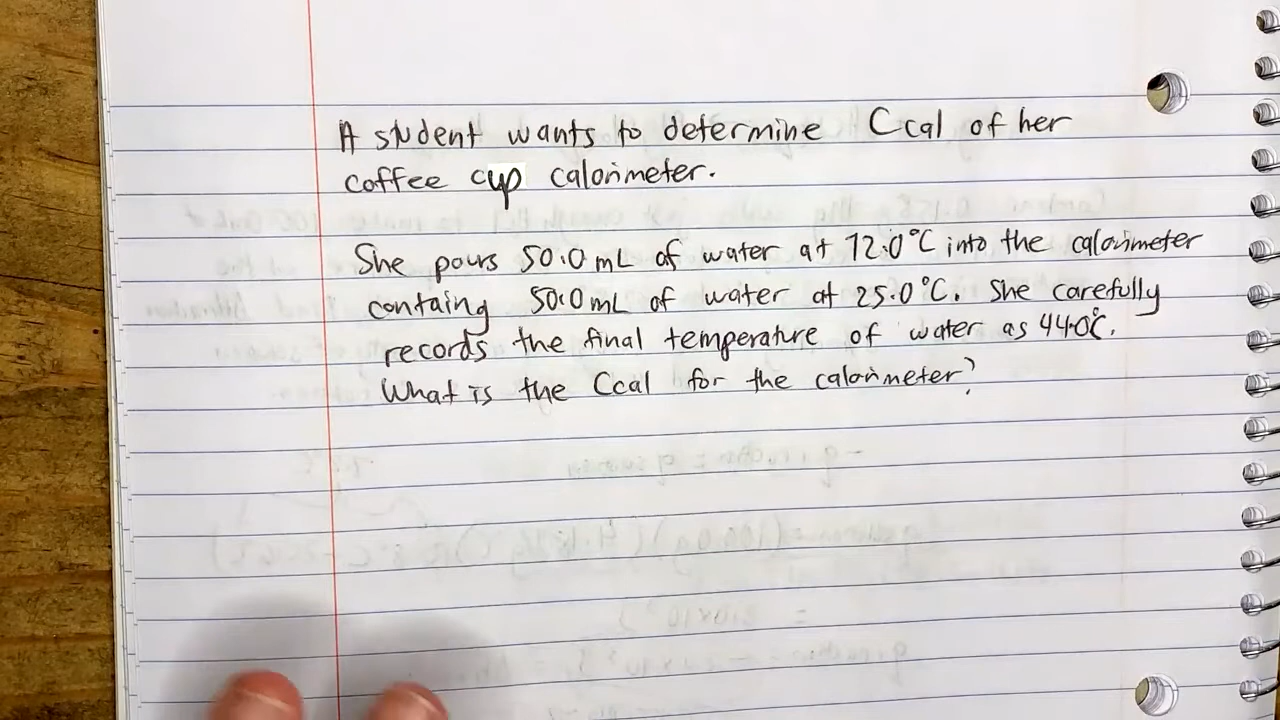 A student wants to determine Ccal of her
coffee cup calorimeter.
She pours 50.0 mL of water at 72.0°C into the calorimeter
containg 50.0 mL of water at 25.0°C. She carefully
records the final temperature of water as 44.0°C.
What is the Ccal for the calorimeter?